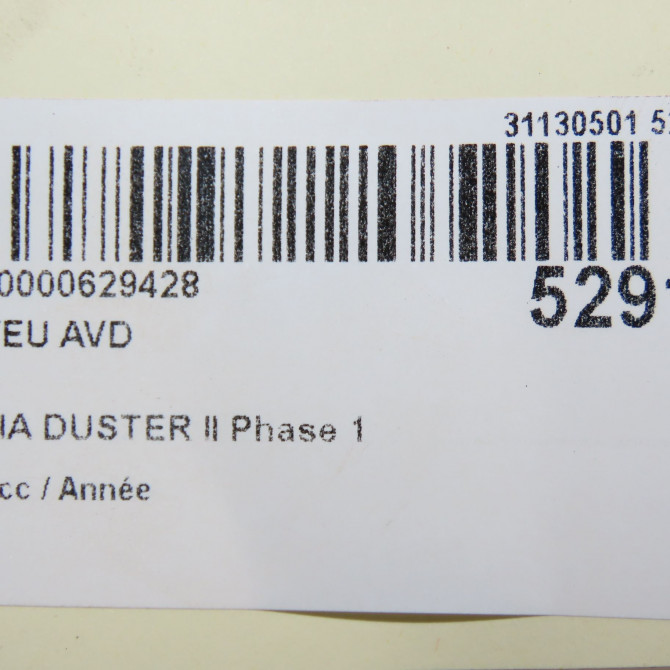 31130501 5
0000629428
529
EU AVD
IA DUSTER II Phase 1
cc / Année